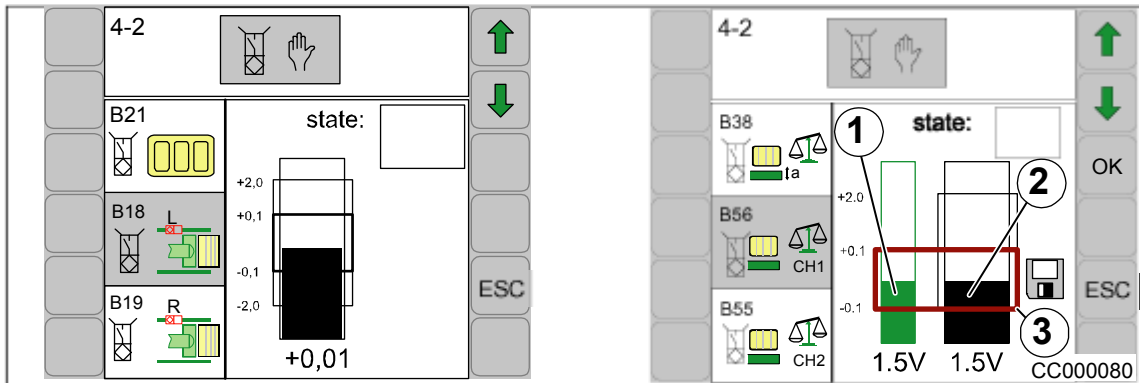 4-2
B21
state:
+2,0
+0,1
B18
L
-0,1
ESC
-2,0
B19
R
+0,01
4-2
1
state:
B38
a
2
OK
+2.0
B56
CH1
+0.1
ESC
-0.1
B55
3
CH2
1.5V 1.5V
CC000080